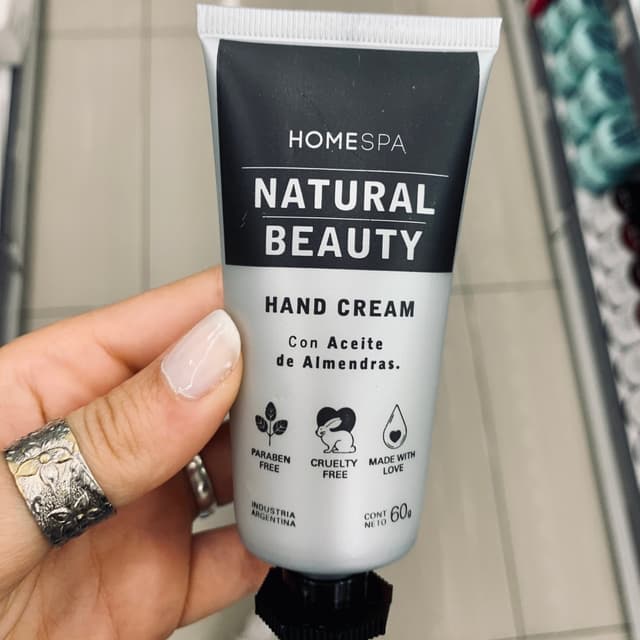 HOMESPA
NATURAL
BEAUTY
HAND CREAM
Con Aceite
de Almendras.
PARABEN
FREE
CRUELTY
FREE
MADE WITH
LOVE
INDUSTRIA
ARGENTINA
CONT
NETO 60g